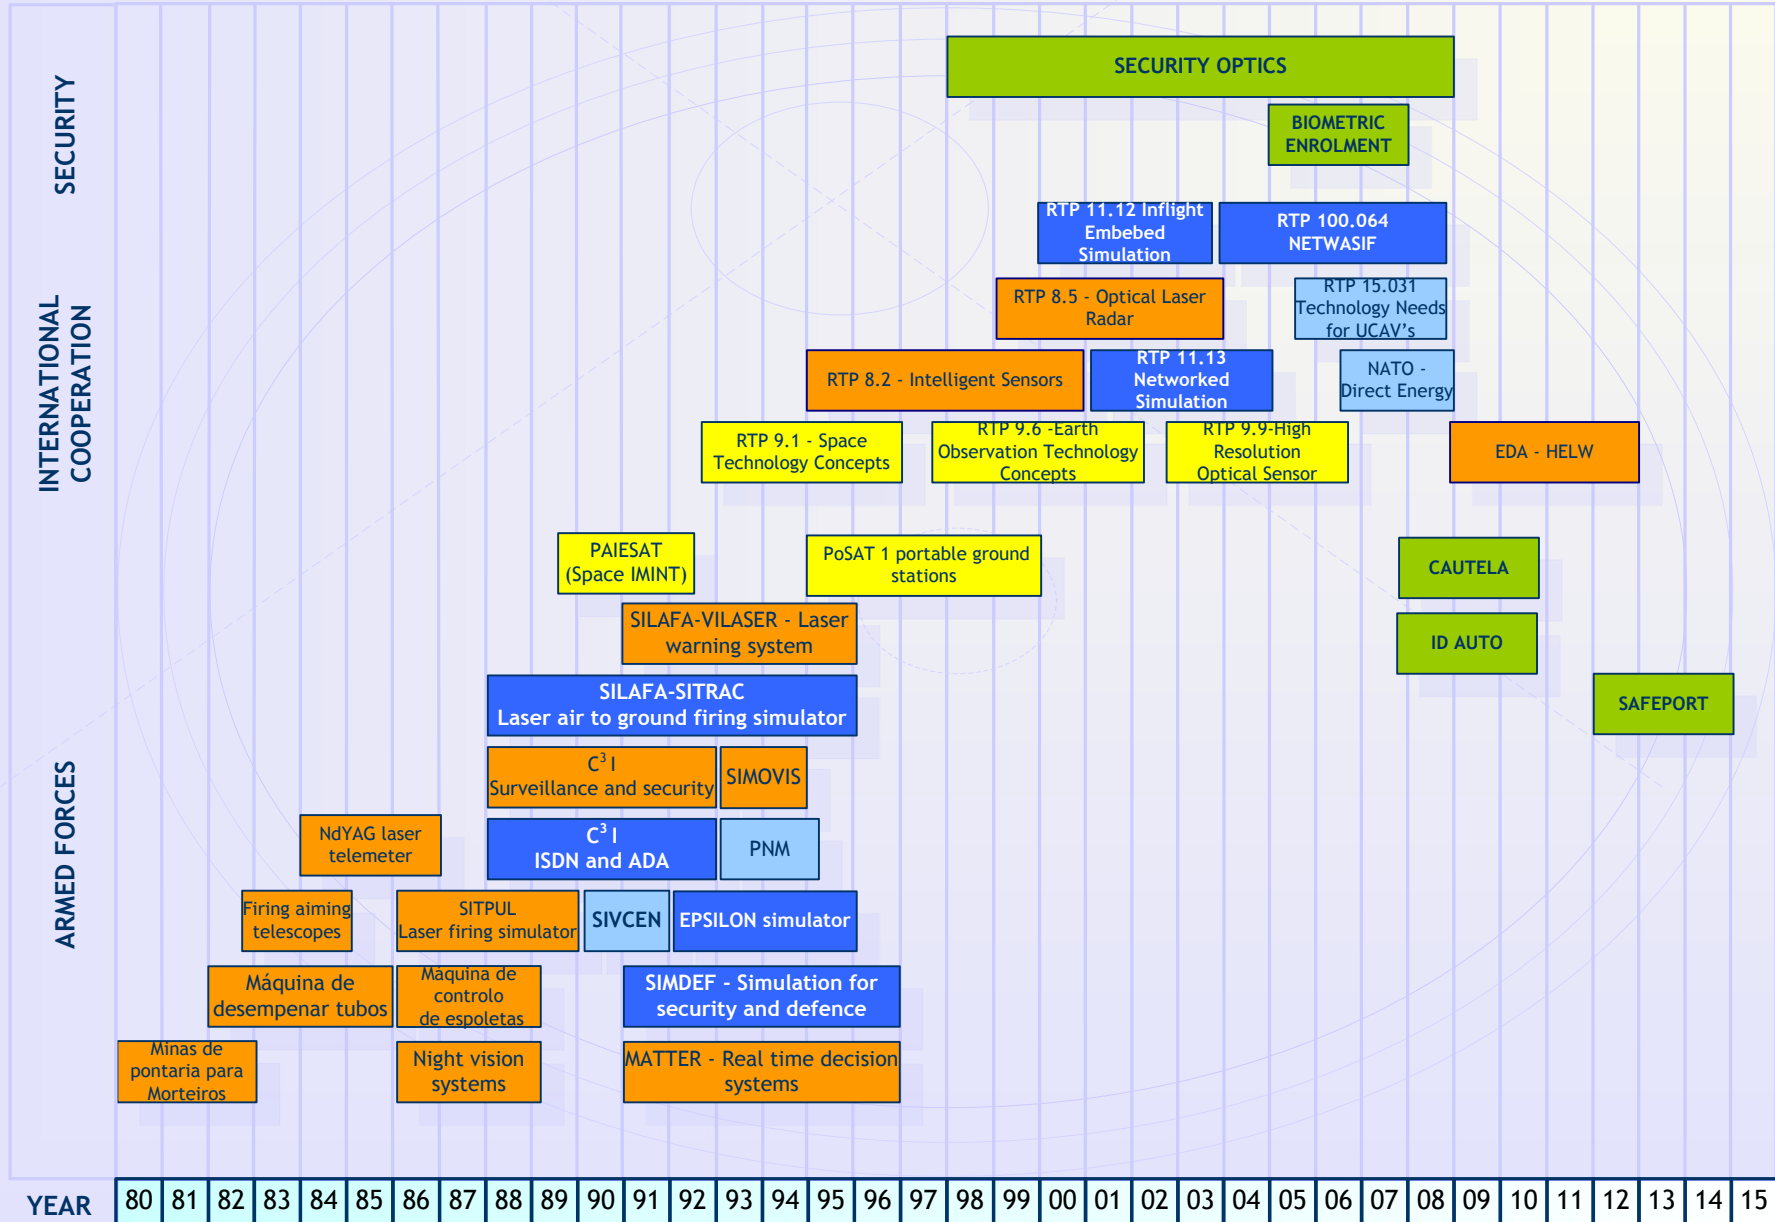 SECURITY
SECURITY OPTICS
BIOMETRIC
ENROLMENT
INTERNATIONAL
COOPERATION
RTP 11.12 Inflight
Embebed
Simulation
RTP 100.064
NETWASIF
RTP 8.5 - Optical Laser
Radar
RTP 15.031
Technology Needs
for UCAV's
RTP 8.2 - Intelligent Sensors
RTP 11.13
Networked
Simulation
NATO -
Direct Energy
RTP 9.1 - Space
Technology Concepts
RTP 9.6 -Earth
Observation Technology
Concepts
RTP 9.9-High
Resolution
Optical Sensor
EDA - HELW
ARMED FORCES
PAIESAT
(Space IMINT)
PoSAT 1 portable ground
stations
CAUTELA
SILAFA-VILASER - Laser
warning system
ID AUTO
SILAFA-SITRAC
Laser air to ground firing simulator
SAFEPORT
C³I
Surveillance and security
SIMOVIS
NdYAG laser
telemeter
C³I
ISDN and ADA
PNM
Firing aiming
telescopes
SITPUL
Laser firing simulator
SIVCEN
EPSILON simulator
Máquina de
desempenar tubos
Máquina de
controlo
de espoletas
SIMDEF - Simulation for
security and defence
Minas de
pontaria para
Morteiros
Night vision
systems
MATTER - Real time decision
systems
YEAR 80 81 82 83 84 85 86 87 88 89 90 91 92 93 94 95 96 97 98 99 00 01 02 03 04 05 06 07 08 09 10 11 12 13 14 15